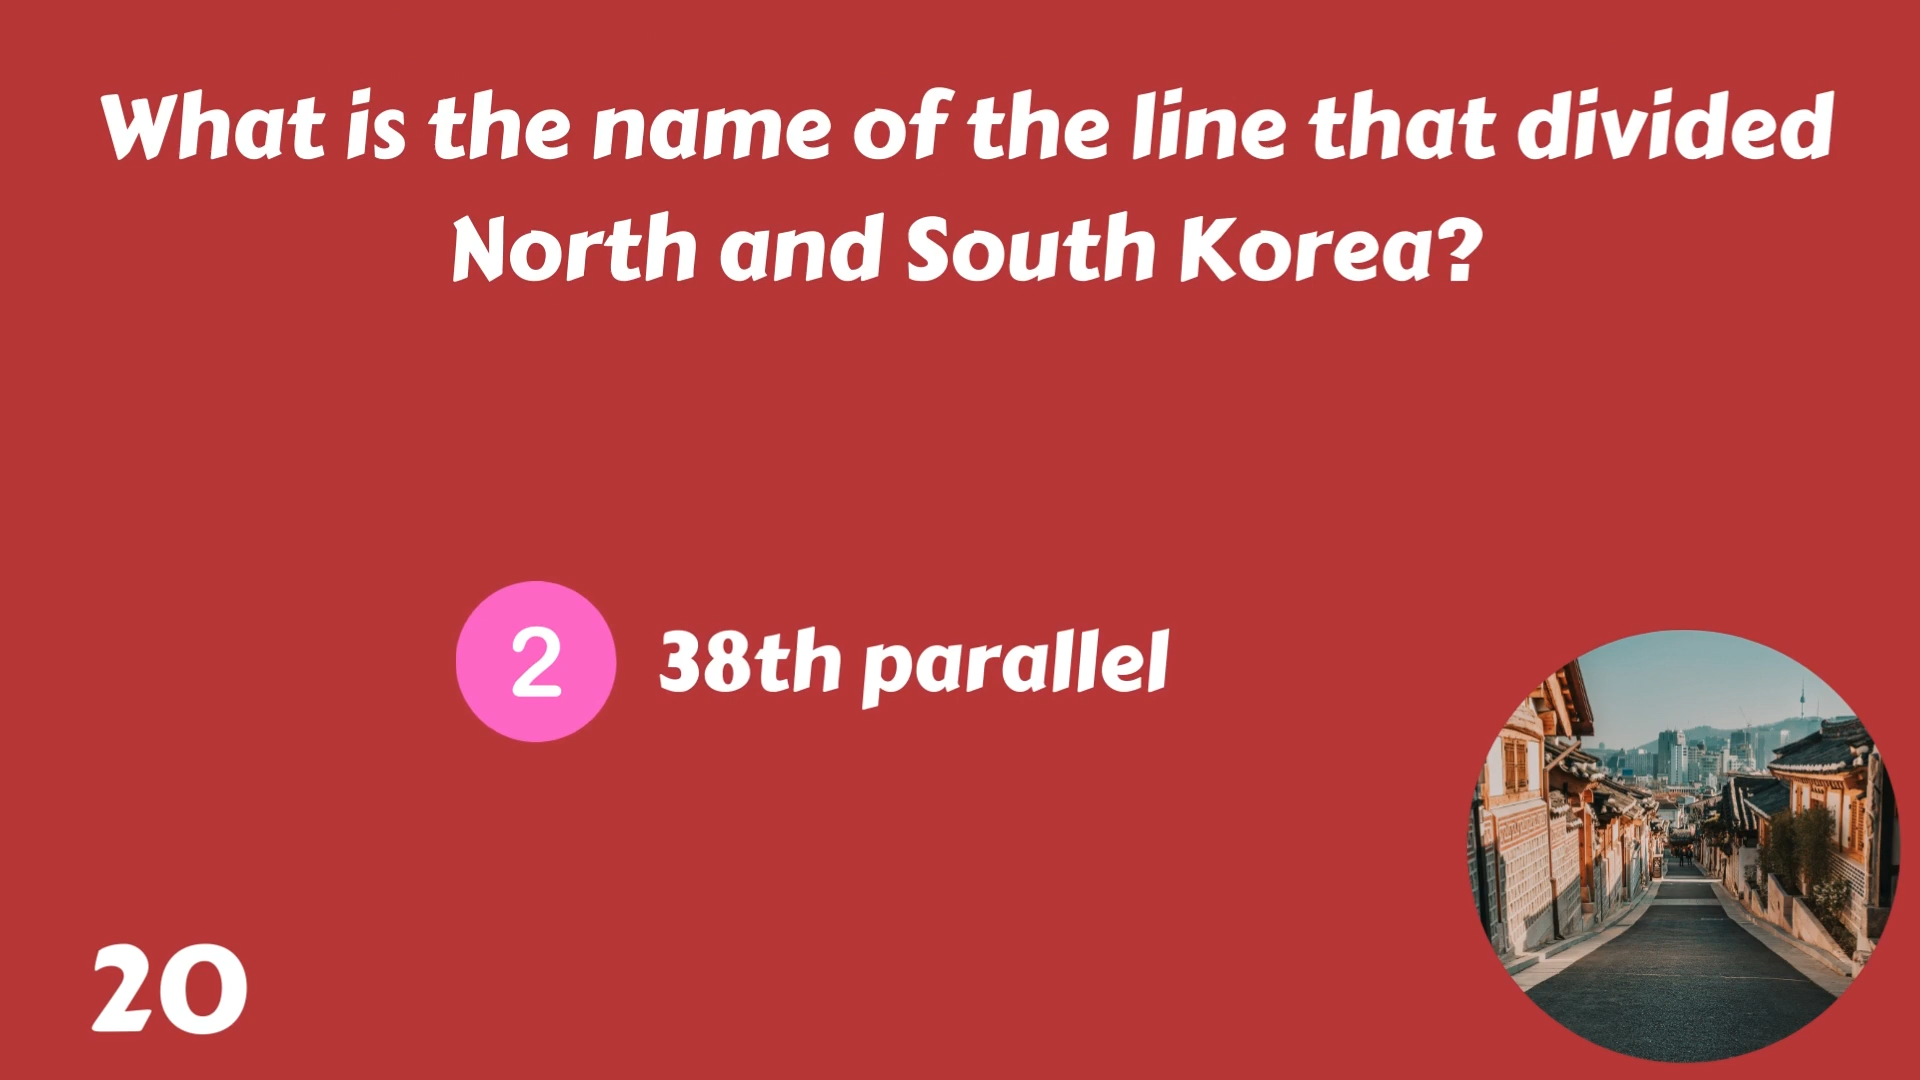 What is the name of the line that divided
North and South Korea?
2 38th parallel
20